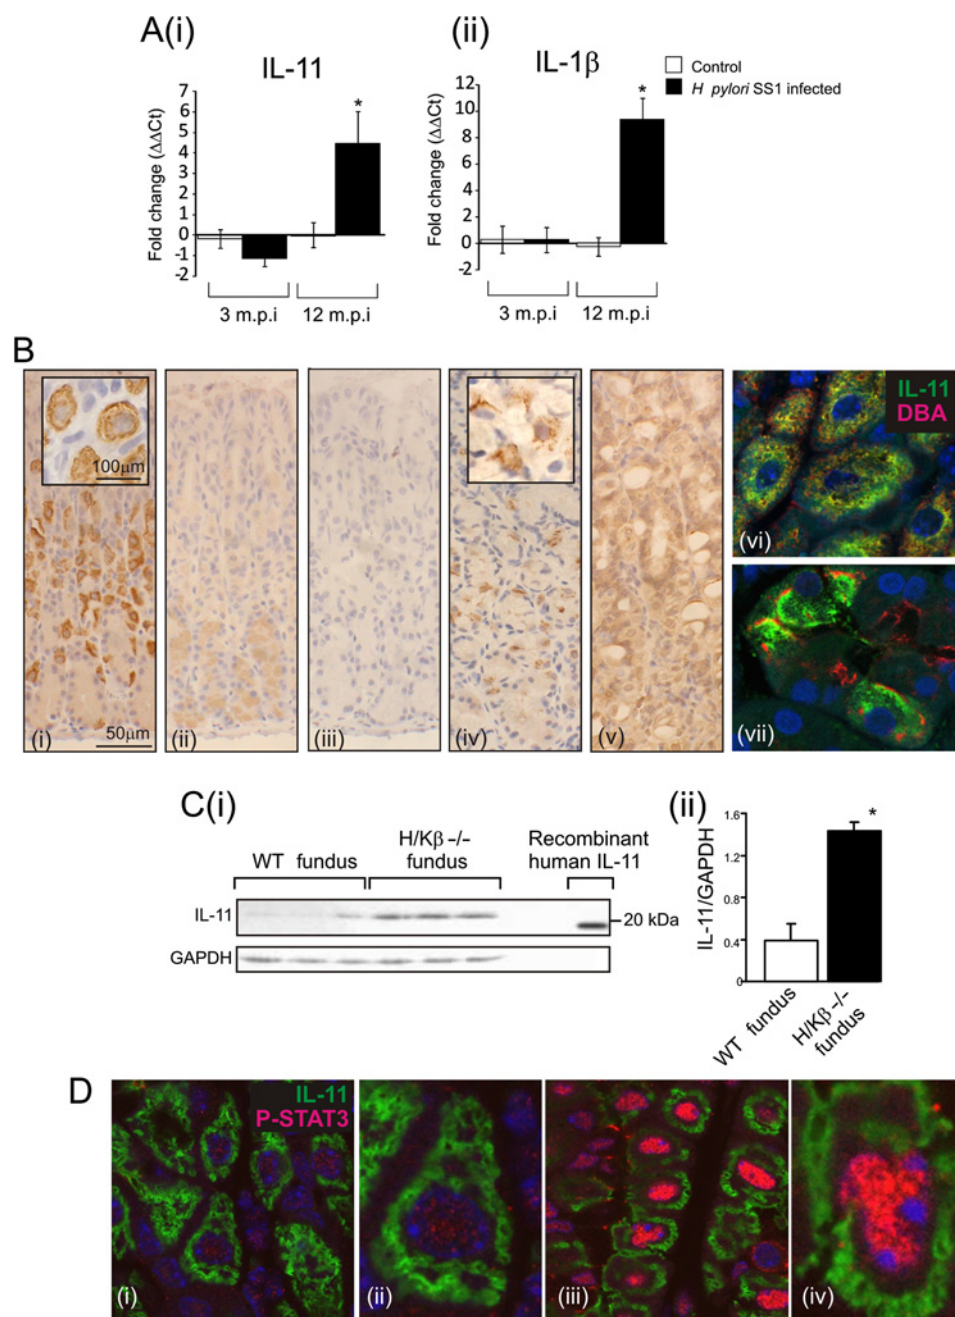 A(i)
IL-11
Fold change (ΔΔCt)
7
6
5
4
3
2
1
0
-1
-2
*
3 m.p.i
12 m.p.i
(ii)
IL-1β
Fold change (ΔΔCt)
12
10
8
6
4
2
0
-2
*
3 m.p.i
12 m.p.i
Control
H pylori SS1 infected
B
100µm
50µm
(i)
(ii)
(iii)
(iv)
(v)
IL-11
DBA
(vi)
(vii)
C(i)
WT fundus
H/Kβ -/-
fundus
Recombinant
human IL-11
IL-11
20 kDa
GAPDH
(ii)
IL-11/GAPDH
1.6
1.2
0.8
0.4
0
*
WT fundus
H/Kβ -/-
fundus
D
IL-11
P-STAT3
(i)
(ii)
(iii)
(iv)